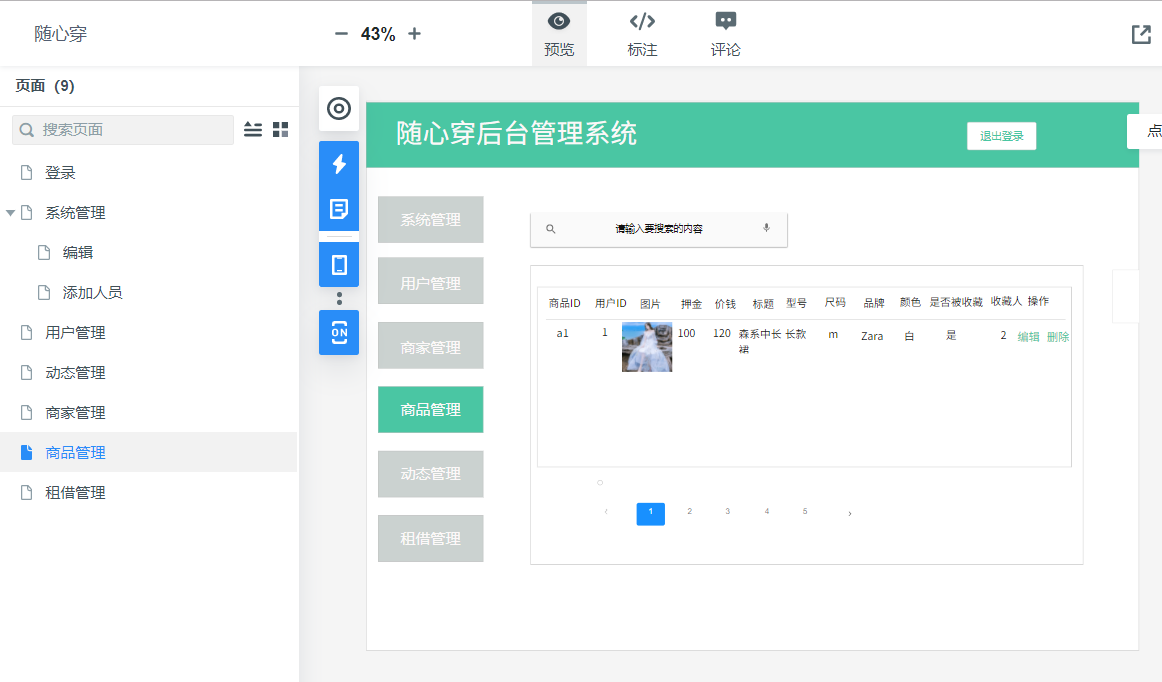 随心穿
43%
预览
标注
评论
页面 (9)
搜索页面
登录
系统管理
编辑
添加人员
用户管理
动态管理
商家管理
商品管理
租借管理
ON
随心穿后台管理系统
退出登录
点
系统管理
用户管理
商家管理
商品管理
动态管理
租借管理
请输入要搜索的内容
商品ID 用户ID 图片 押金 价钱 标题 型号 尺码 品牌 颜色 是否被收藏 收藏人 操作
a1 1 100 120 森系中长 长款 m Zara 白 是 2 编辑 删除
裙
1 2 3 4 5